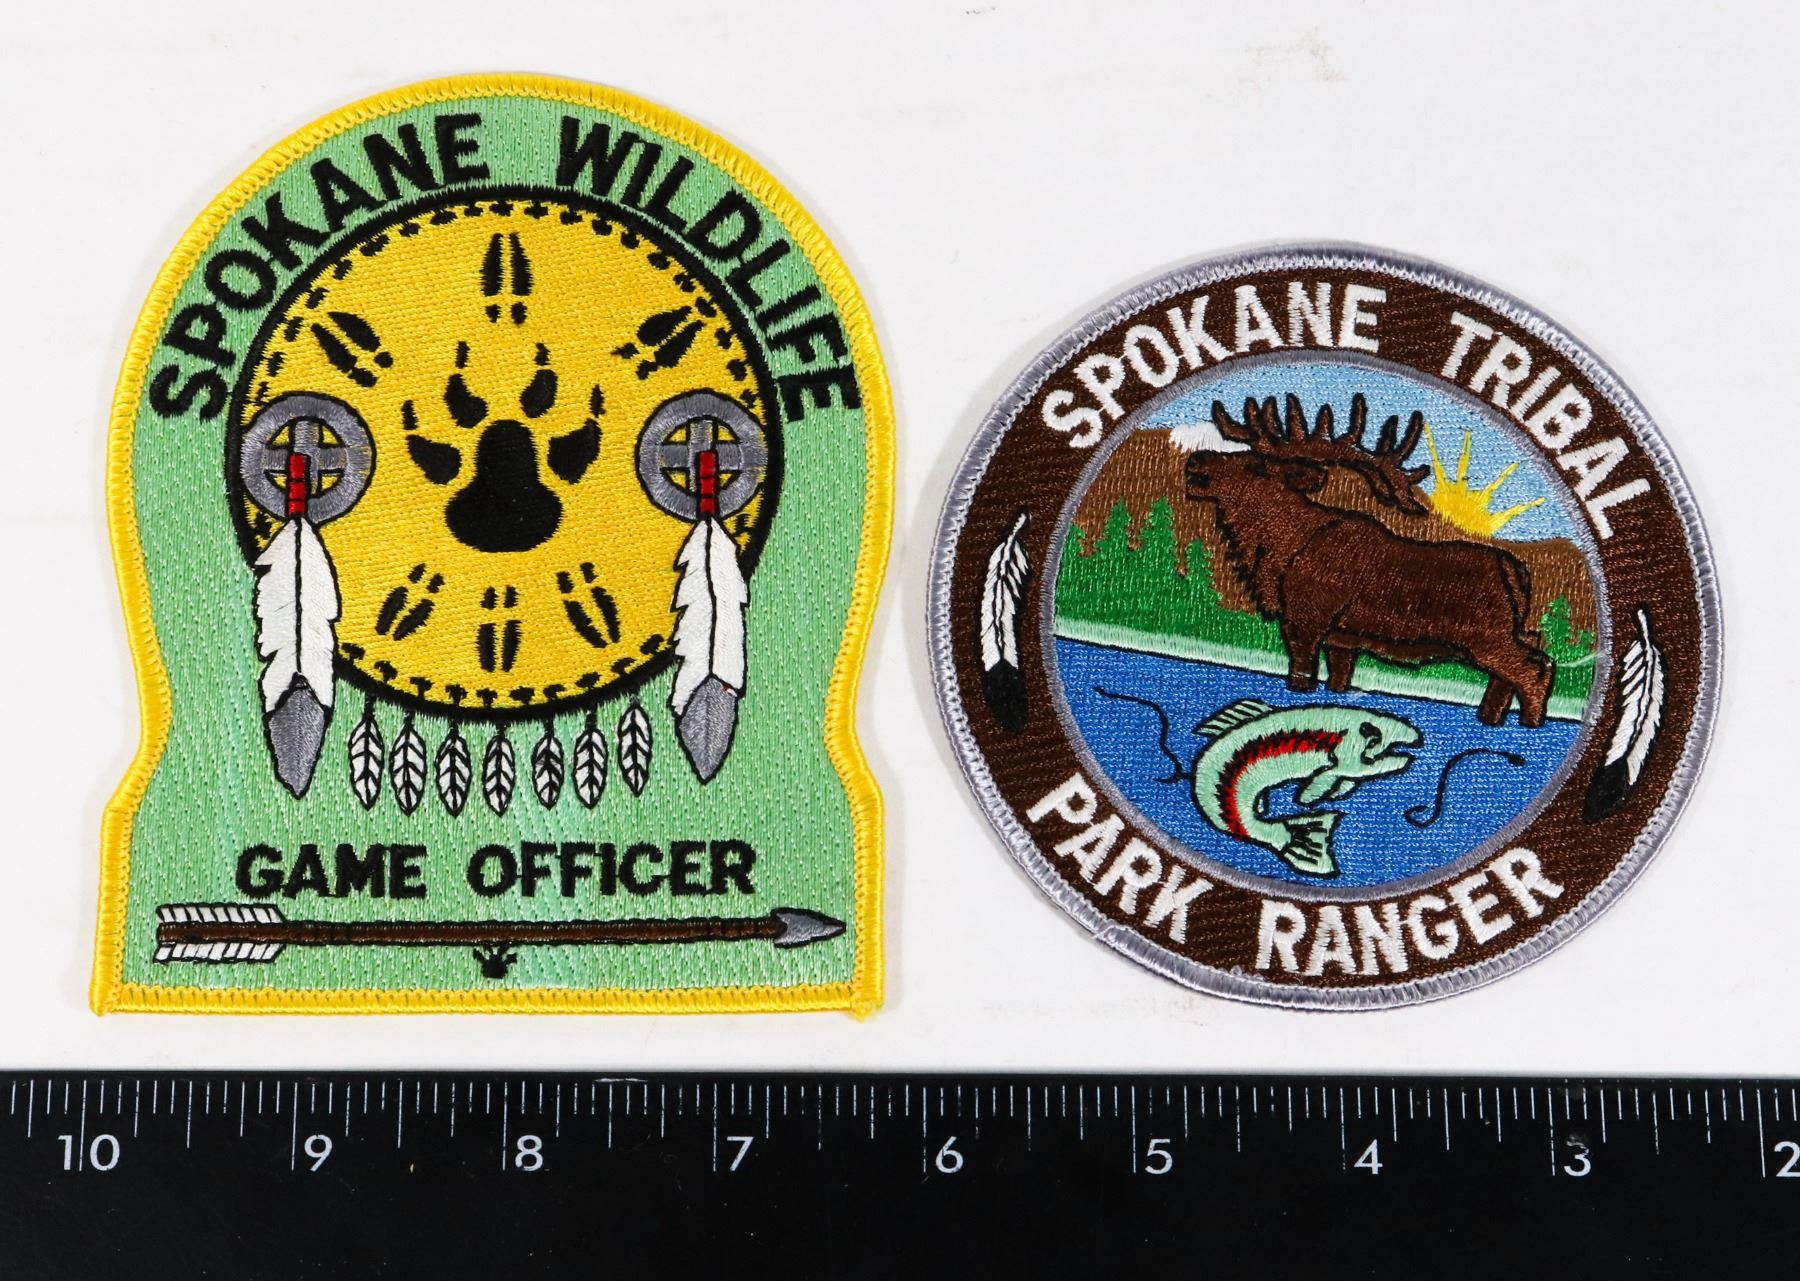 SPOKANE WILDLIFE
GAME OFFICER
SPOKANE TRIBAL
PARK RANGER
10 9 8 7 6 5 4 3 2